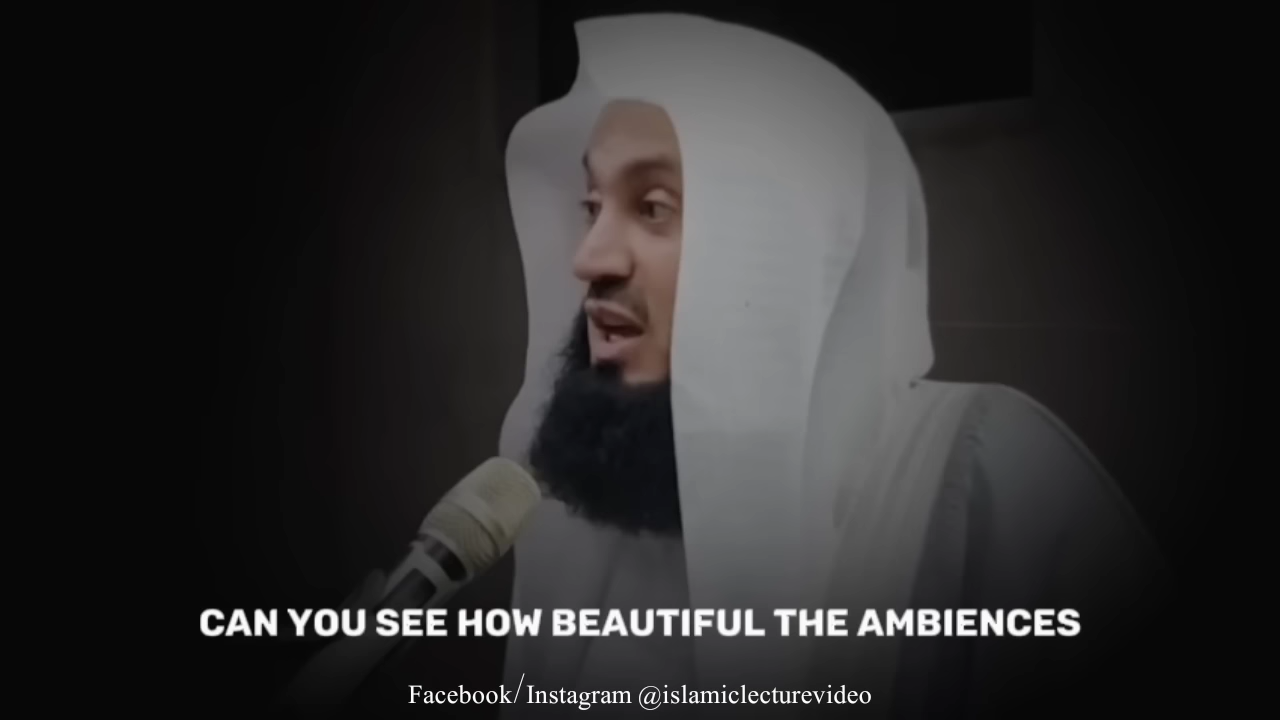 CAN YOU SEE HOW BEAUTIFUL THE AMBIENCES
Facebook/Instagram @islamiclecturevideo